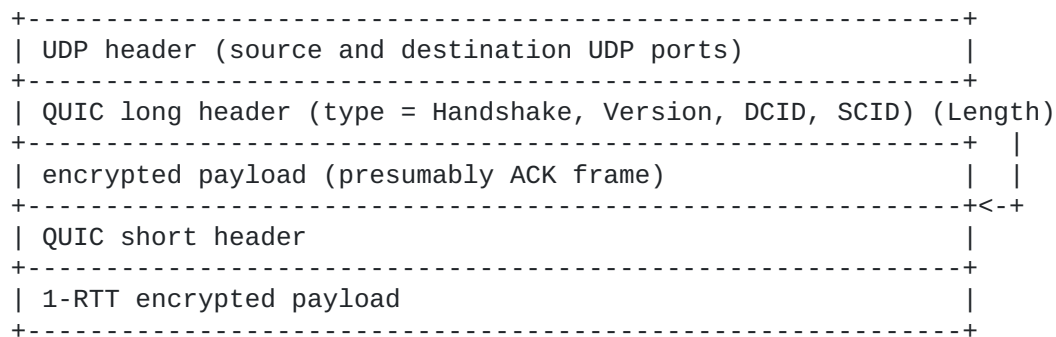 +------------------------------------------------------------+
| UDP header (source and destination UDP ports)              |
+------------------------------------------------------------+
| QUIC long header (type = Handshake, Version, DCID, SCID) (Length)
+------------------------------------------------------------+  |
| encrypted payload (presumably ACK frame)                   |  |
+------------------------------------------------------------+<-+
| QUIC short header                                          |
+------------------------------------------------------------+
| 1-RTT encrypted payload                                    |
+------------------------------------------------------------+